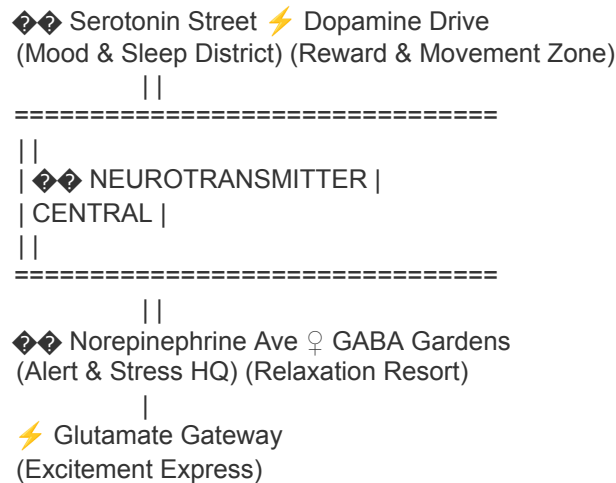 �� Serotonin Street ⚡ Dopamine Drive
(Mood & Sleep District) (Reward & Movement Zone)
| |
================================
| |
| �� NEUROTRANSMITTER |
| CENTRAL |
| |
================================
| |
�� Norepinephrine Ave ♀ GABA Gardens
(Alert & Stress HQ) (Relaxation Resort)
|
⚡ Glutamate Gateway
(Excitement Express)